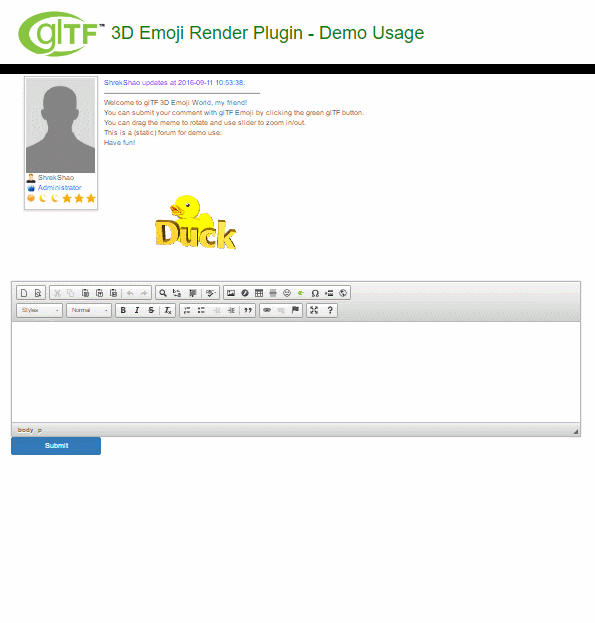 glTF™ 3D Emoji Render Plugin - Demo Usage
ShrekShao updates at 2016-09-11 10:53:38.
Welcome to glTF 3D Emoji World, my friend!
You can submit your comment with glTF Emoji by clicking the green glTF button.
You can drag the meme to rotate and use slider to zoom in/out.
This is a (static) forum for demo use.
Have fun!
ShrekShao
Administrator
Duck
Styles
Normal
B I S Tx
Ω
?
body p
Submit